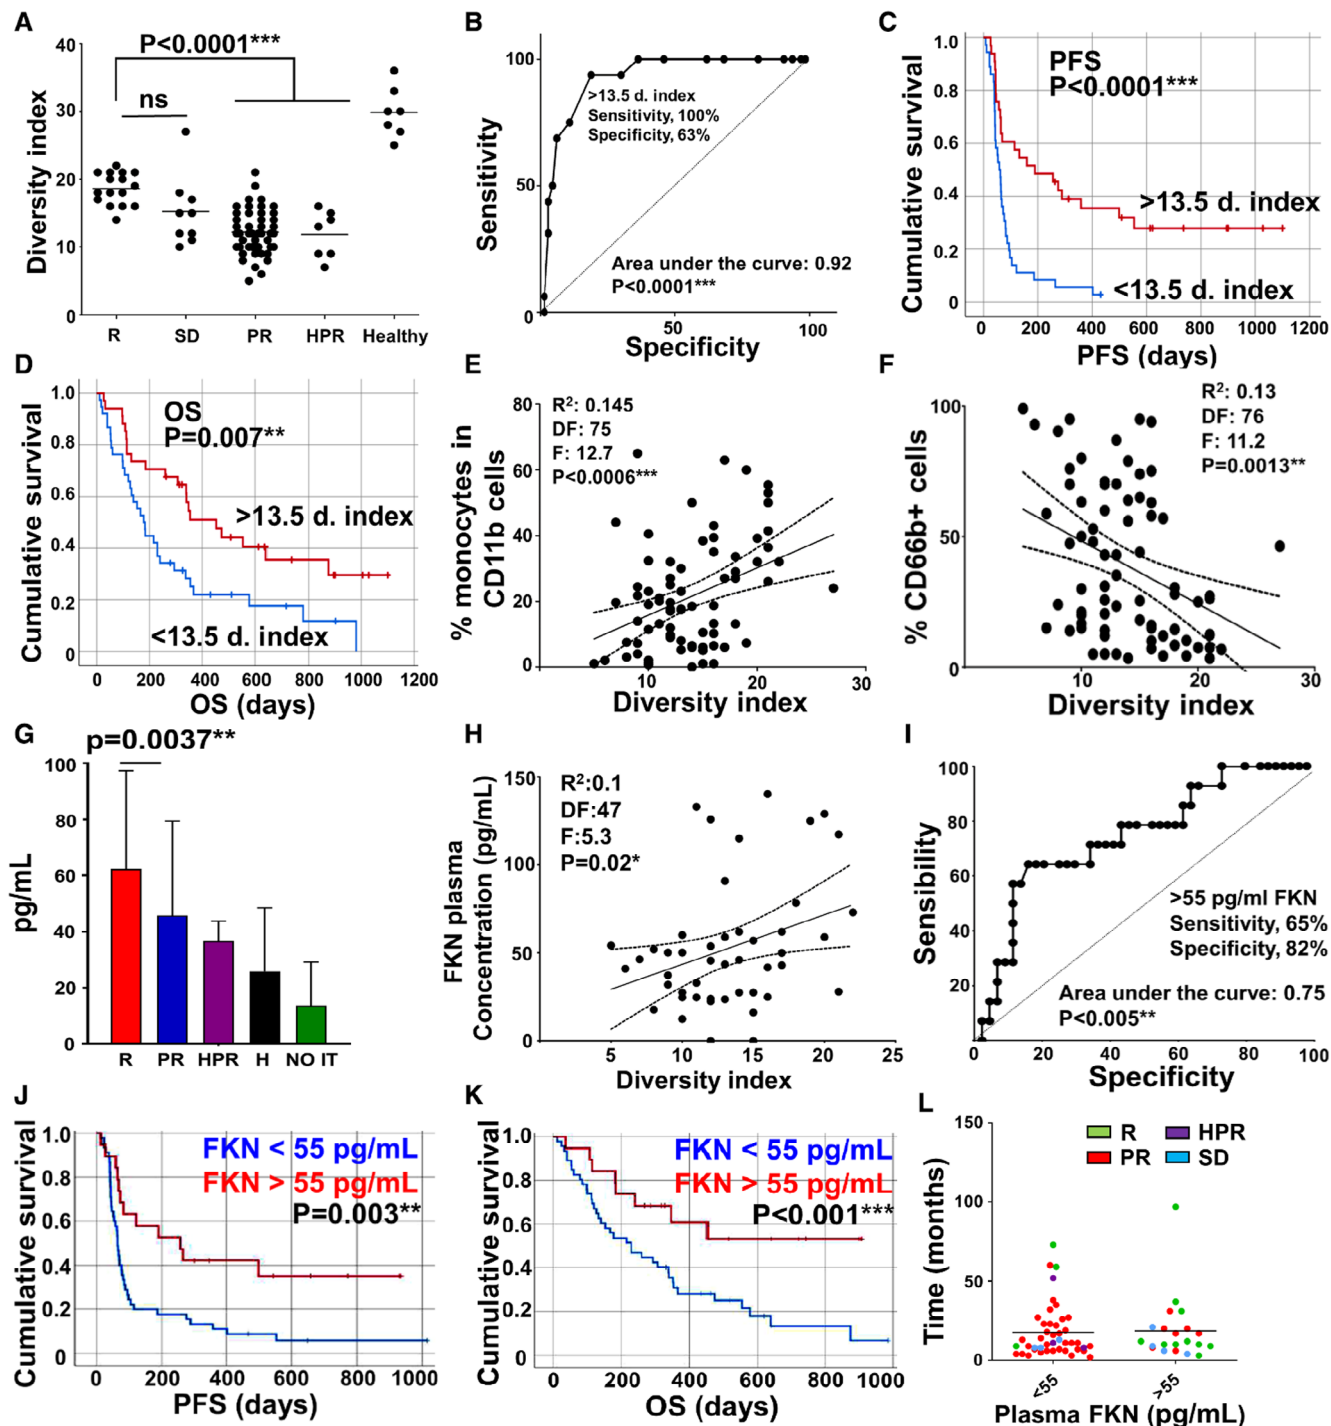 A
P<0.0001***
ns
Diversity index
40
30
20
10
0
R SD PR HPR Healthy
B
Sensitivity
100
50
0
>13.5 d. index
Sensitivity, 100%
Specificity, 63%
Area under the curve: 0.92
P<0.0001***
50 100
Specificity
C
Cumulative survival
1.0
0.8
0.6
0.4
0.2
0
PFS
P<0.0001***
>13.5 d. index
<13.5 d. index
0 200 400 600 800 1000 1200
PFS (days)
D
Cumulative survival
1.0
0.8
0.6
0.4
0.2
0
OS
P=0.007**
>13.5 d. index
<13.5 d. index
0 200 400 600 800 1000 1200
OS (days)
E
% monocytes in
CD11b cells
80
60
40
20
0
R²: 0.145
DF: 75
F: 12.7
P<0.0006***
10 20 30
Diversity index
F
% CD66b+ cells
100
50
0
R²: 0.13
DF: 76
F: 11.2
P=0.0013**
10 15 20 30
Diversity index
G
p=0.0037**
pg/mL
100
80
60
40
20
0
R PR HPR H NO IT
H
FKN plasma
Concentration (pg/mL)
150
100
50
0
R²:0.1
DF:47
F:5.3
P=0.02*
5 10 15 20 25
Diversity index
I
Sensibility
100
80
60
40
20
>55 pg/ml FKN
Sensitivity, 65%
Specificity, 82%
Area under the curve: 0.75
P<0.005**
0 20 40 60 80 100
Specificity
J
Cumulative survival
1.0
0.8
0.6
0.4
0.2
0
FKN < 55 pg/mL
FKN > 55 pg/mL
P=0.003**
0 200 400 600 800 1000
PFS (days)
K
Cumulative survival
1.0
0.8
0.6
0.4
0.2
0
FKN < 55 pg/mL
FKN > 55 pg/mL
P<0.001***
0 200 400 600 800 1000
OS (days)
L
Time (months)
150
100
50
0
R HPR
PR SD
<55 >55
Plasma FKN (pg/mL)